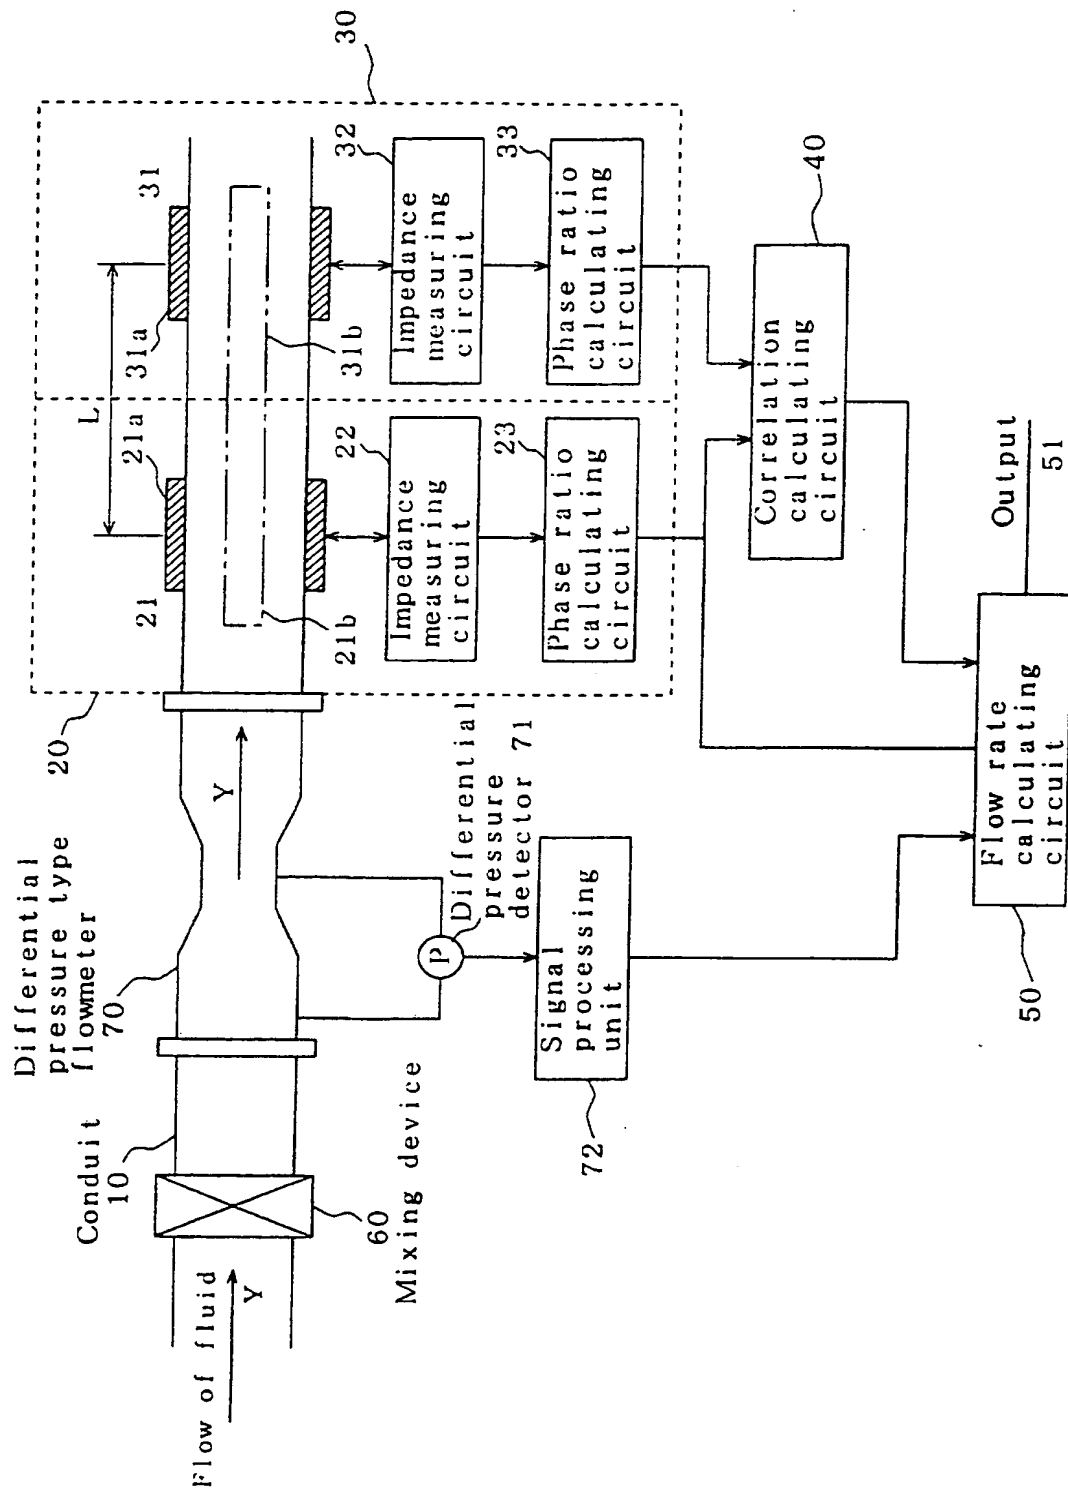 Flow of fluid
Y
Conduit
10
60
Mixing device
Differential
pressure type
flowmeter
70
Y
P
Differential
pressure
detector 71
Signal
processing
unit
72
20
21
21a
21b
L
22
Impedance
measuring
circuit
23
Phase ratio
calculating
circuit
30
31
31a
31b
32
Impedance
measuring
circuit
33
Phase ratio
calculating
circuit
40
Correlation
calculating
circuit
50
Flow rate
calculating
circuit
Output
51